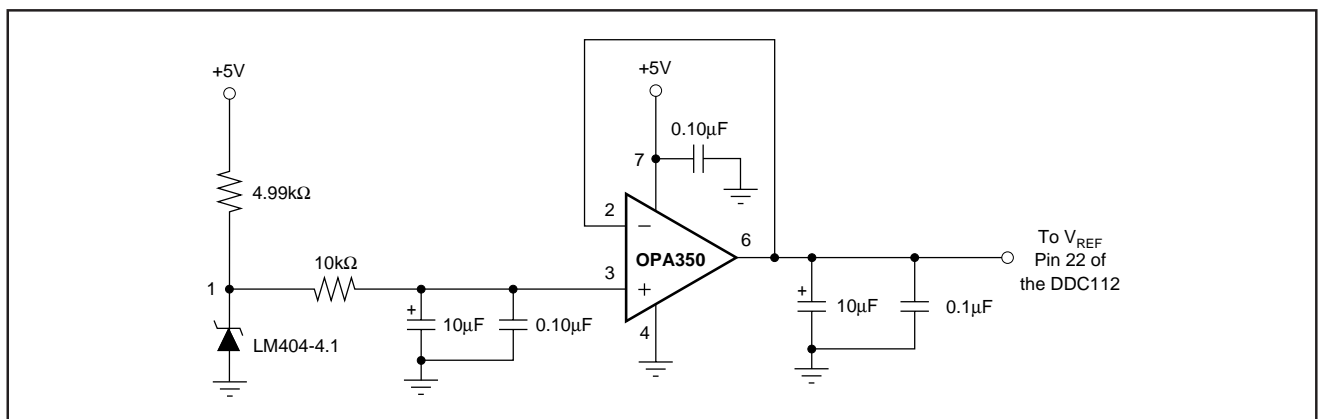 +5V
4.99kΩ
1
LM404-4.1
10kΩ
+
10µF
0.10µF
+5V
7
0.10µF
2
−
OPA350
3
+
4
6
+
10µF
0.1µF
To VREF
Pin 22 of
the DDC112